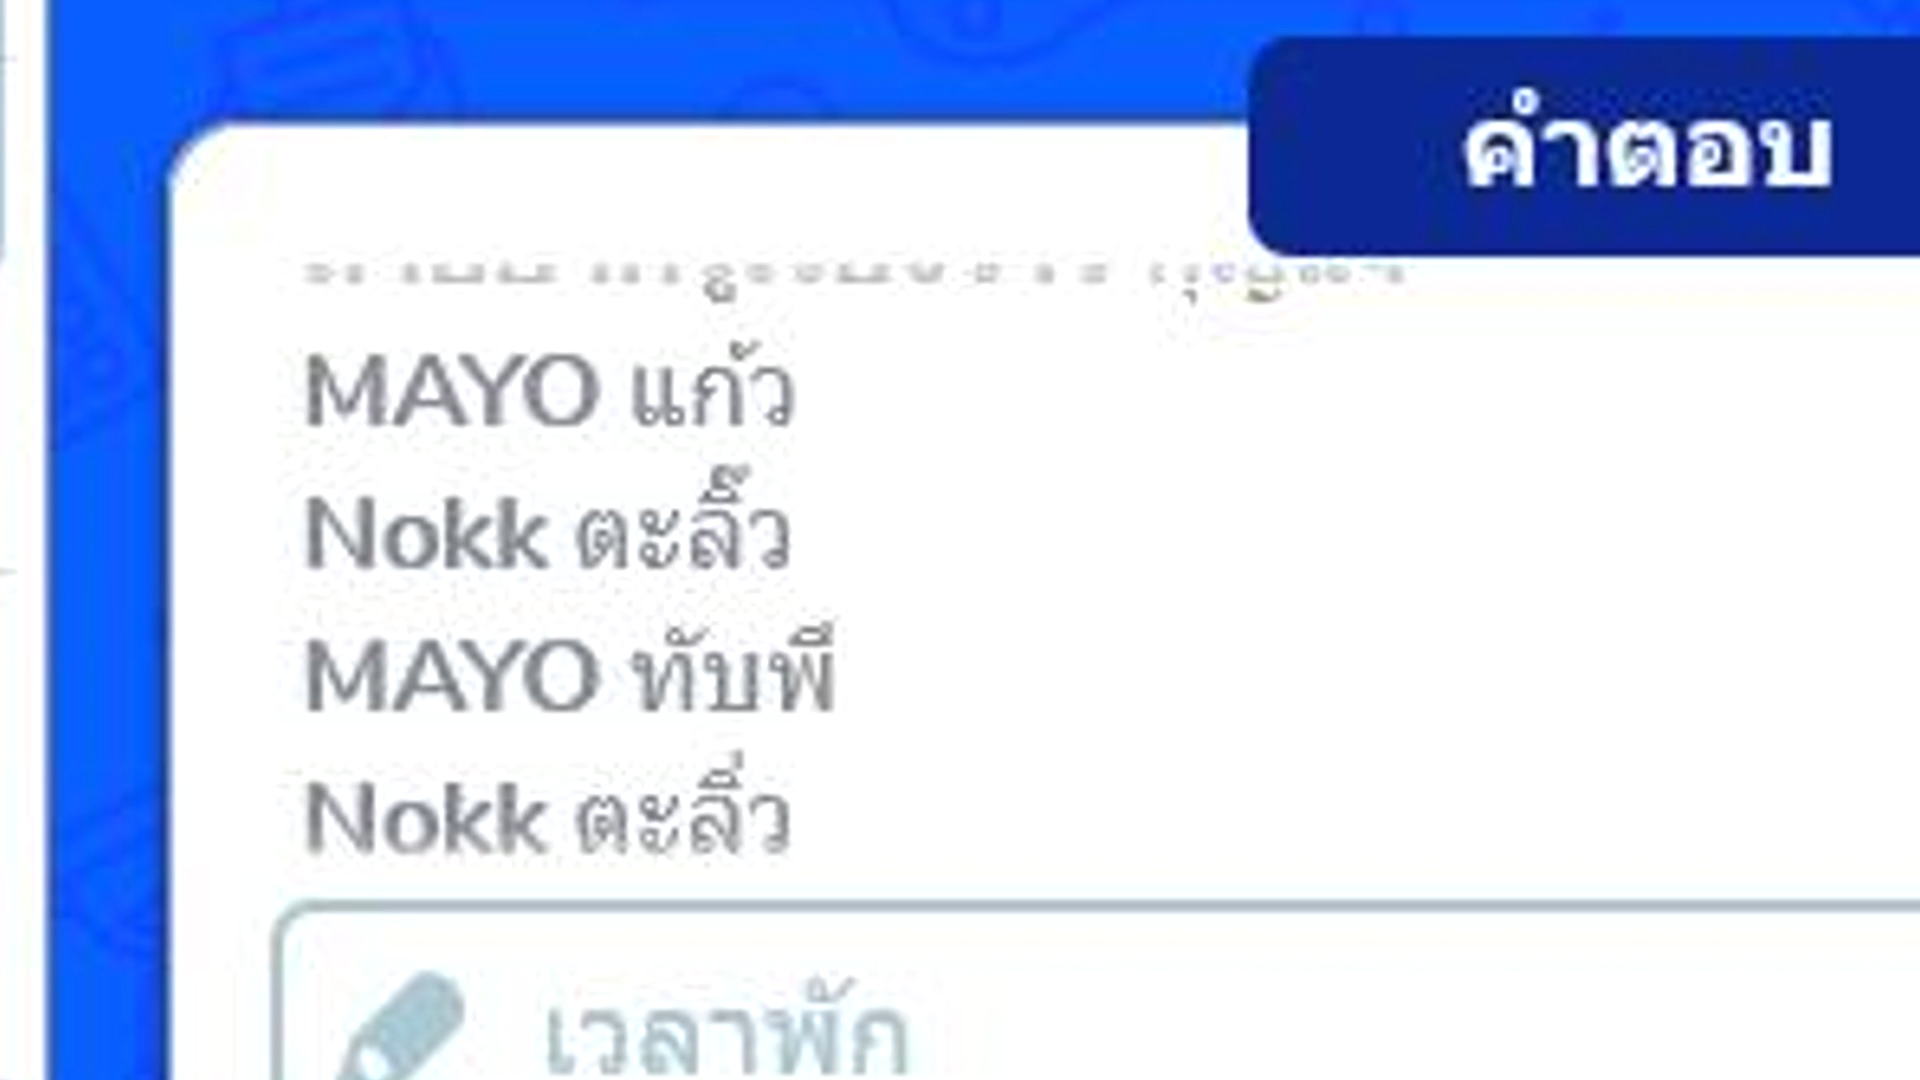 คำตอบ
MAYO แก้ว
Nokk ตะลิ๊ว
MAYO ทับพี
Nokk ตะลิ่ว
เวลาพัก